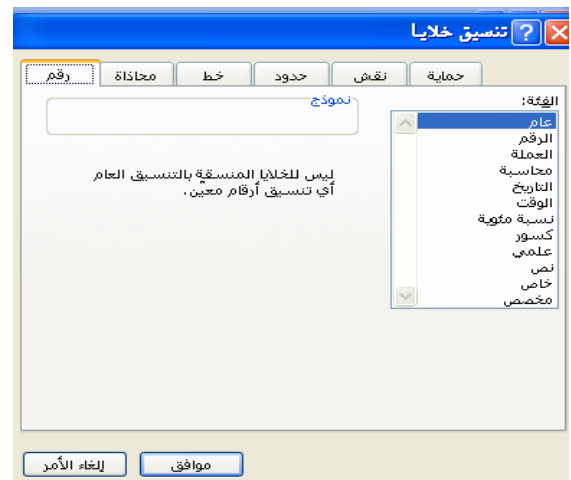 تنسيق خلايا
رقم محاذاة خط حدود نقش حماية
الفئة:
عام
الرقم
العملة
محاسبة
التاريخ
الوقت
نسبة مئوية
كسور
علمي
نص
خاص
مخصص
نموذج
ليس للخلايا المنسقة بالتنسيق العام
أي تنسيق أرقام معيّن.
موافق
إلغاء الأمر